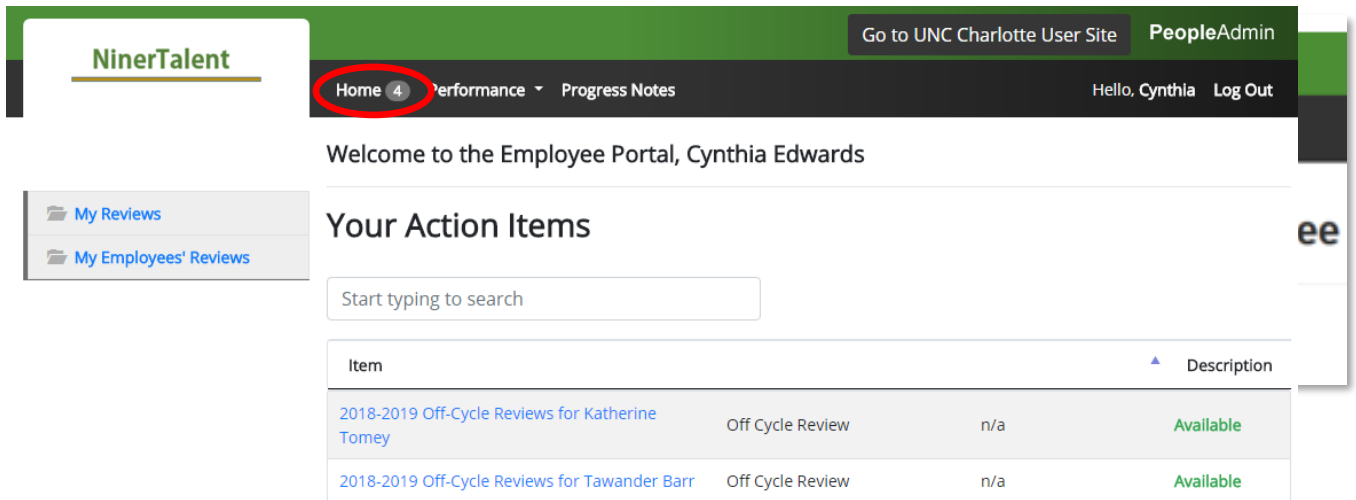 Go to UNC Charlotte User Site PeopleAdmin
NinerTalent
Home 4 Performance Progress Notes Hello, Cynthia Log Out
Welcome to the Employee Portal, Cynthia Edwards
My Reviews
My Employees' Reviews
Your Action Items
ee
Start typing to search
Item Description
2018-2019 Off-Cycle Reviews for Katherine
Tomey
Off Cycle Review n/a Available
2018-2019 Off-Cycle Reviews for Tawander Barr Off Cycle Review n/a Available